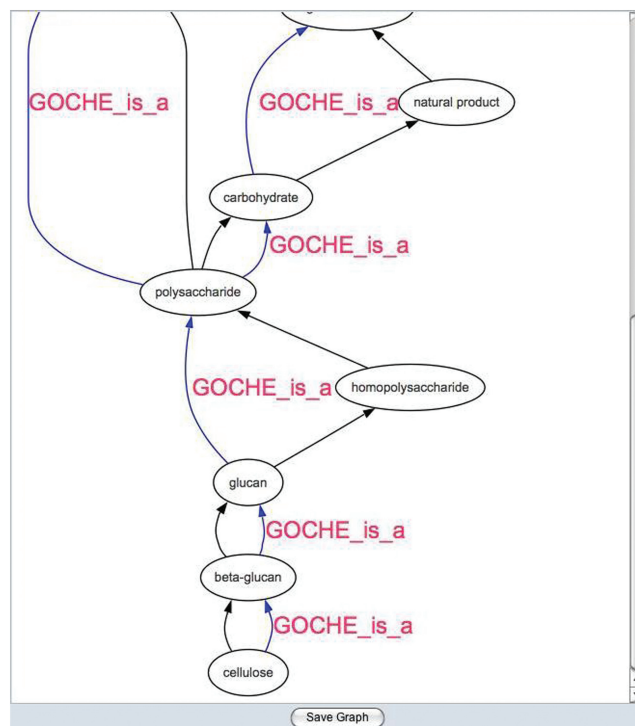 GOCHE_is_a
GOCHE_is_a
natural product
carbohydrate
GOCHE_is_a
polysaccharide
GOCHE_is_a
homopolysaccharide
glucan
GOCHE_is_a
beta-glucan
GOCHE_is_a
cellulose
Save Graph